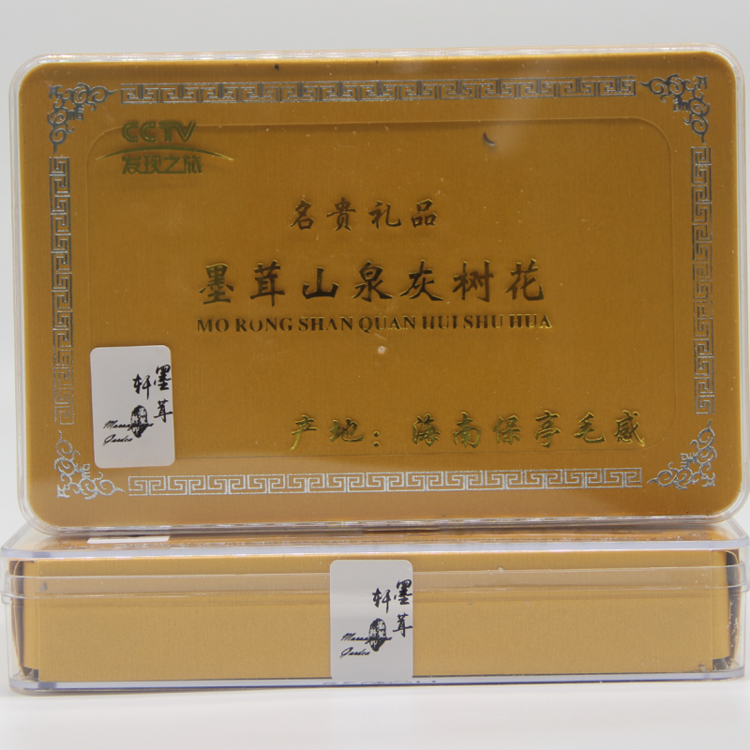 CCTV
发现之旅
名贵礼品
墨茸山泉灰树花
MO RONG SHAN QUAN HUI SHU HUA
产地：海南保亭毛感
墨茸轩
墨茸轩